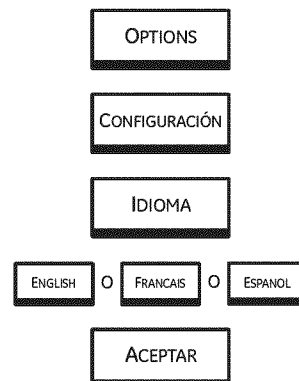 OPTIONS
CONFIGURACIÓN
IDIOMA
ENGLISH O FRANCAIS O ESPANOL
ACEPTAR